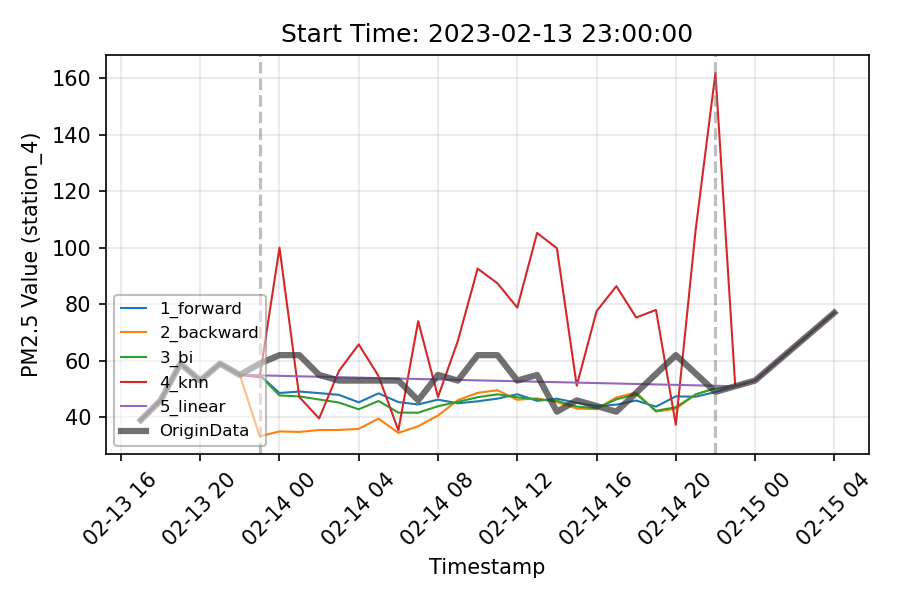 Start Time: 2023-02-13 23:00:00
PM2.5 Value (station_4)
160
140
120
100
80
60
40
1_forward
2_backward
3_bi
4_knn
5_linear
OriginData
02-13 16
02-13 20
02-14 00
02-14 04
02-14 08
02-14 12
02-14 16
02-14 20
02-15 00
02-15 04
Timestamp